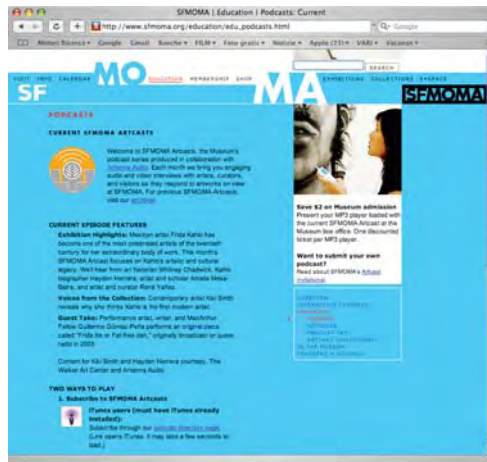 SFMOMA | Education | Podcasts: Current
http://www.sfmoma.org/education/edu_podcasts.html
Google
Motori Ricerca Google Gmail Banche FILM Foto gratis Notizie Apple VARI Vacanze
SEARCH
VISIT INFO CALENDAR MO EDUCATION MEMBERSHIP SHOP MA EXHIBITIONS COLLECTIONS E-SPACE
SF
SFMOMA
PODCASTS
CURRENT SFMOMA ARTCASTS
Welcome to SFMOMA Artcasts, the Museum's
podcast series produced in collaboration with
Antenna Audio. Each month we bring you engaging
audio and video interviews with artists, curators,
and visitors as they respond to artworks on view
at SFMOMA. For previous SFMOMA Artcasts,
visit our archives.
CURRENT EPISODE FEATURES
Exhibition Highlights: Mexican artist Frida Kahlo has
become one of the most celebrated artists of the twentieth
century for her extraordinary body of work. This month's
SFMOMA Artcast focuses on Kahlo's artistic and cultural
legacy. We'll hear from art historian Whitney Chadwick, Kahlo
biographer Hayden Herrera, artist and scholar Amalia Mesa-
Bains, and artist and curator René Yañez.
Voices from the Collection: Contemporary artist Kiki Smith
reveals why she thinks Kahlo is the first modern artist.
Guest Take: Performance artist, writer, and MacArthur
Fellow Guillermo Gómez-Peña performs an original piece
called "Frida lite or Fat-free
originally broadcast on
radio in 2003.
Content for Kiki Smith and Hayden Herrera courtesy, The
Walker Art Center and Antenna Audio.
TWO WAYS TO PLAY
1. Subscribe to SFMOMA Artcasts
iTunes users (must have iTunes already
installed):
Subscribe through our
(Link opens iTunes. It may take a few seconds to
load.)
Save $2 on Museum admission
Present your MP3 player loaded with
the current SFMOMA Artcast at the
Museum box office. One discounted
ticket per MP3 player.
Want to submit your own
podcast?
Read about SFMOMA's Artcast
Invitational.